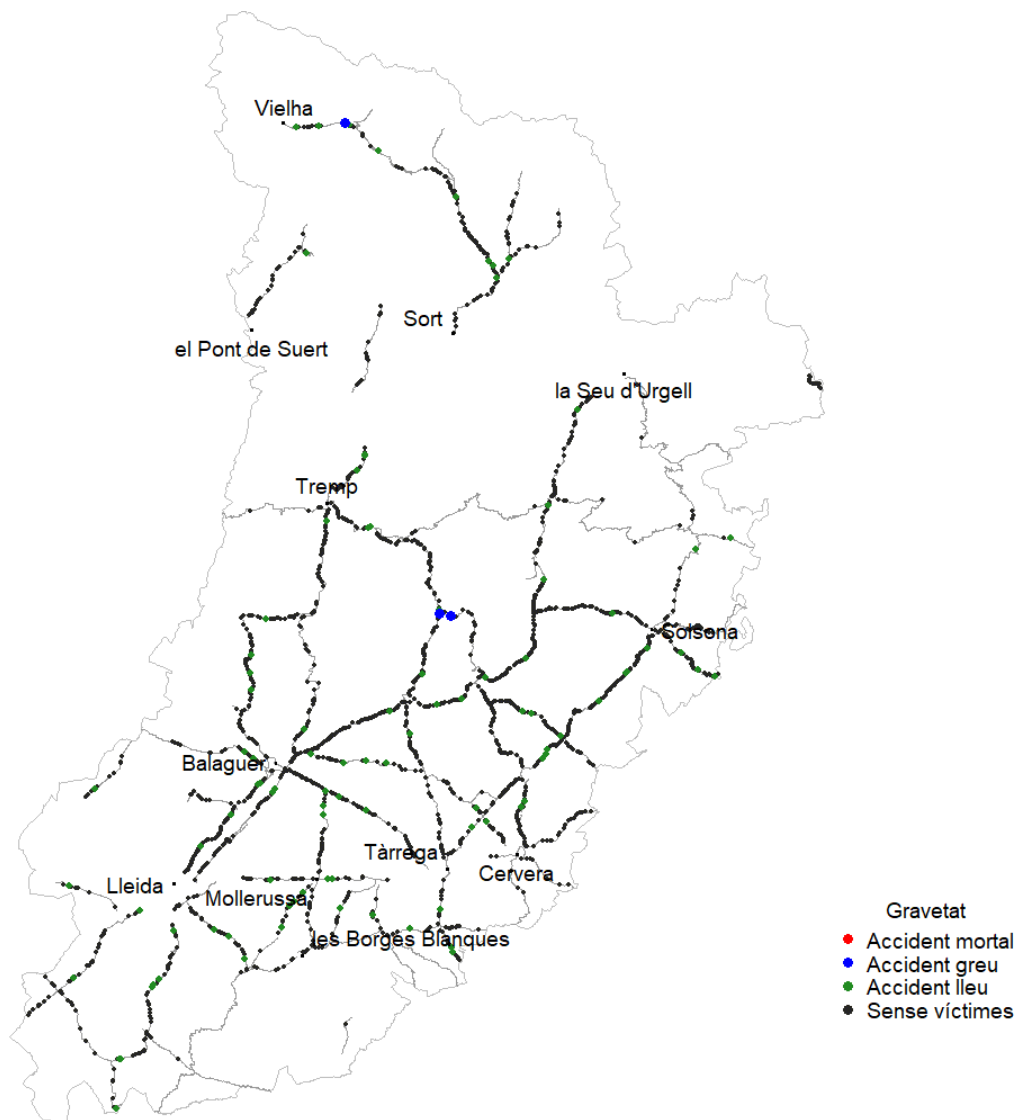 Vielha
Sort
el Pont de Suert
la Seu d'Urgell
Tremp
Solsona
Balaguer
Tàrrega
Cervera
Lleida
Mollerussa
les Borges Blanques
Gravetat
Accident mortal
Accident greu
Accident lleu
Sense víctimes